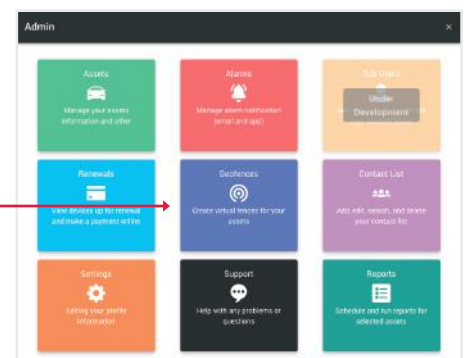 Admin ×
Assets
Manage your assets
information and other
Alarms
Manage alarm notification
(email and app)
Sub Users
Under
Development
Renewals
View devices up for renewal
and make a payment online
Geofences
Create virtual fences for your
assets
Contact List
Add, edit, search, and delete
your contact list
Settings
Editing your profile
information
Support
Help with any problems or
questions
Reports
Schedule and run reports for
selected assets